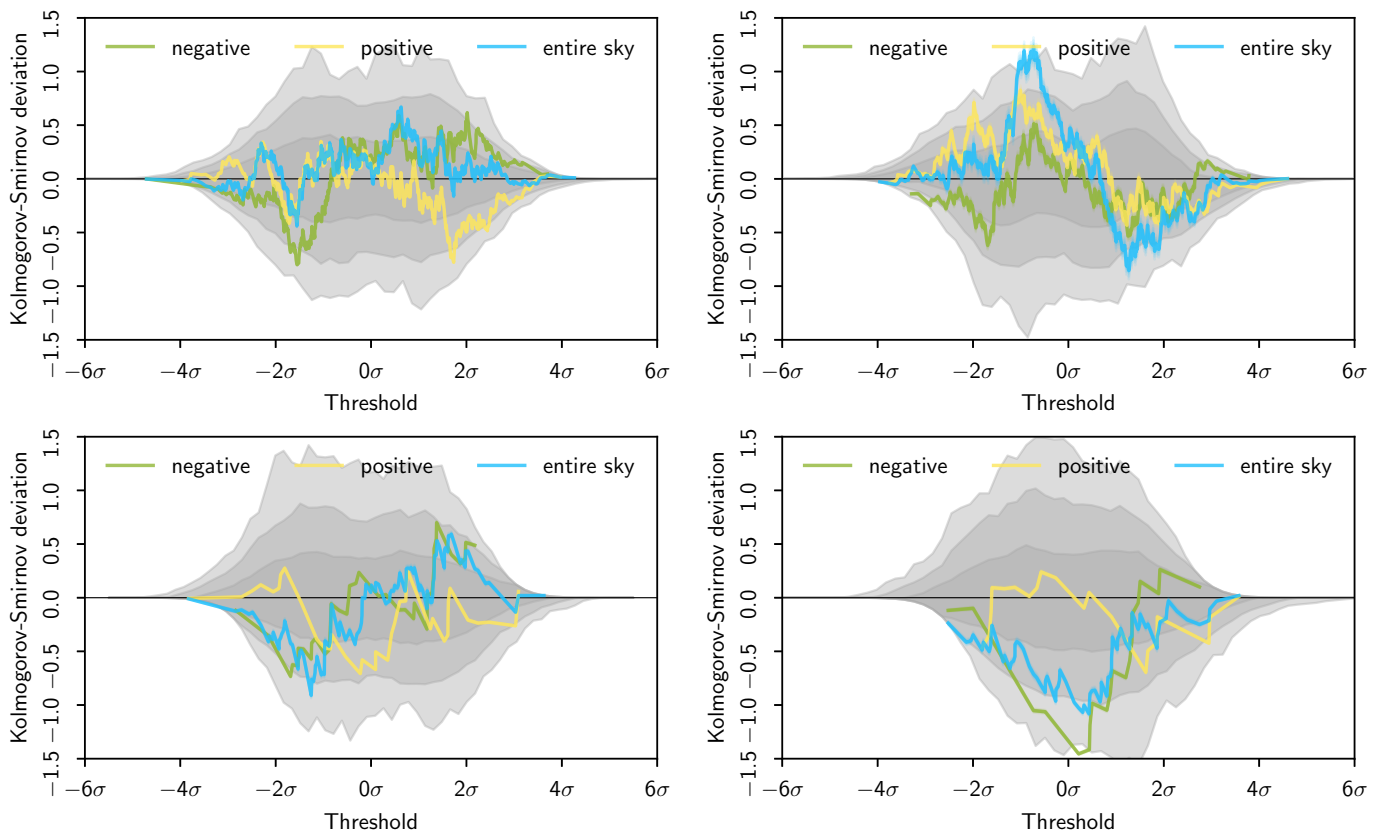 Kolmogorov-Smirnov deviation
1.5
1.0
0.5
0.0
−0.5
−1.0
−1.5
negative positive entire sky
−6σ −4σ −2σ 0σ 2σ 4σ 6σ
Threshold
Kolmogorov-Smirnov deviation
1.5
1.0
0.5
0.0
−0.5
−1.0
−1.5
negative positive entire sky
−6σ −4σ −2σ 0σ 2σ 4σ 6σ
Threshold
Kolmogorov-Smirnov deviation
1.5
1.0
0.5
0.0
−0.5
−1.0
−1.5
negative positive entire sky
−6σ −4σ −2σ 0σ 2σ 4σ 6σ
Threshold
Kolmogorov-Smirnov deviation
1.5
1.0
0.5
0.0
−0.5
−1.0
−1.5
negative positive entire sky
−6σ −4σ −2σ 0σ 2σ 4σ 6σ
Threshold